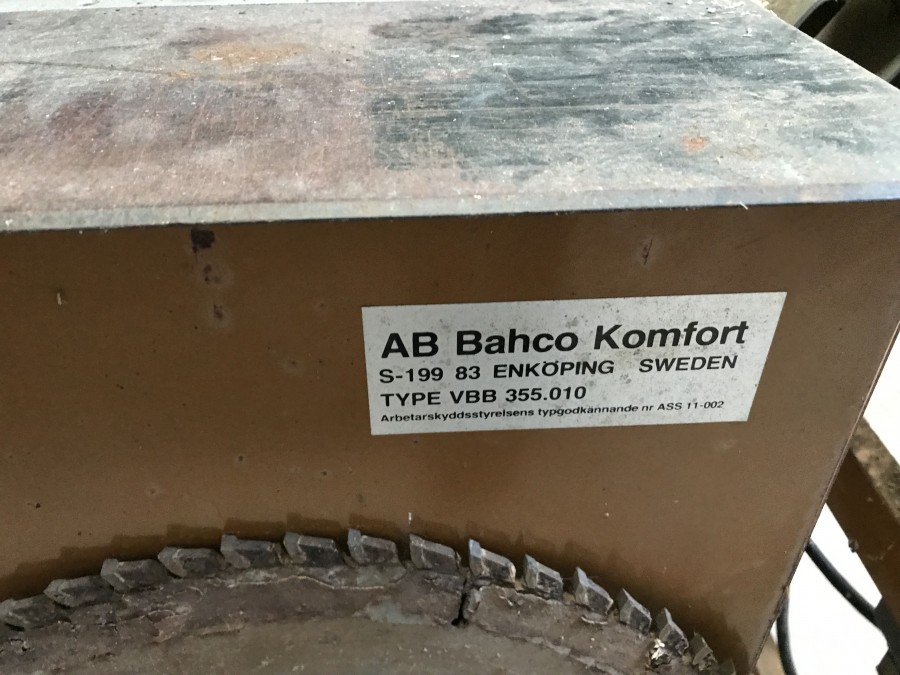 AB Bahco Komfort
S-199 83 ENKÖPING SWEDEN
TYPE VBB 355.010
Arbetarskyddsstyrelsens typgodkannande nr ASS 11-002